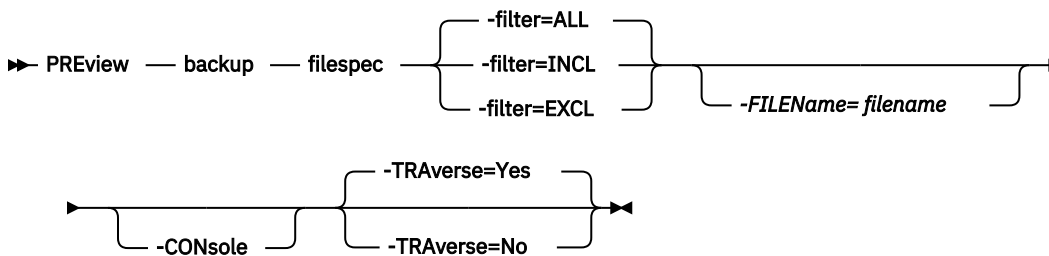 -filter=ALL
PREview backup filespec -filter=INCL
-filter=EXCL
-FILEName= filename
-TRAverse=Yes
-CONsole
-TRAverse=No